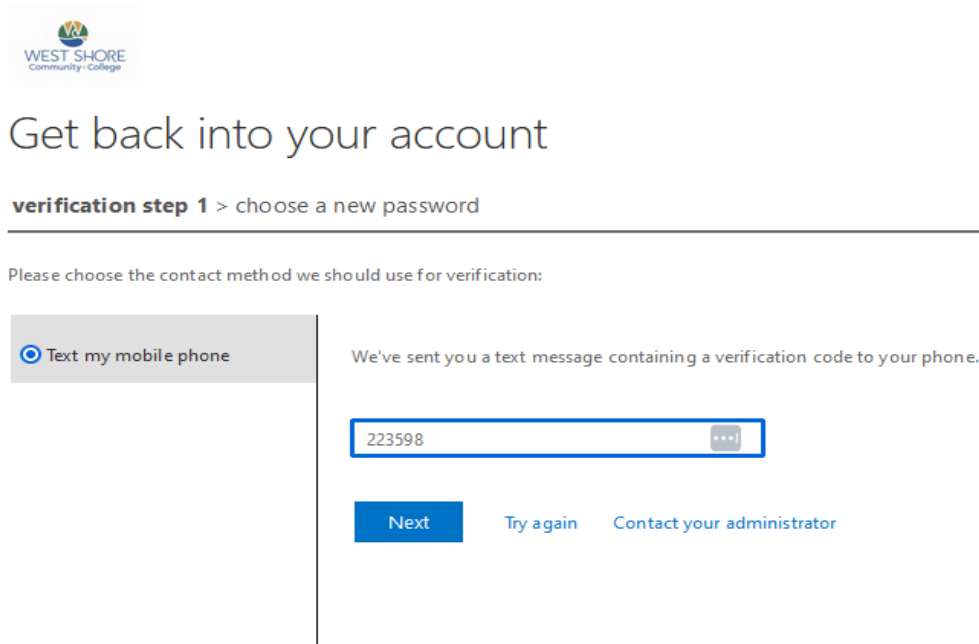 WEST SHORE
Community · College
Get back into your account
verification step 1 > choose a new password
Please choose the contact method we should use for verification:
Text my mobile phone
We've sent you a text message containing a verification code to your phone.
223598
Next
Try again
Contact your administrator